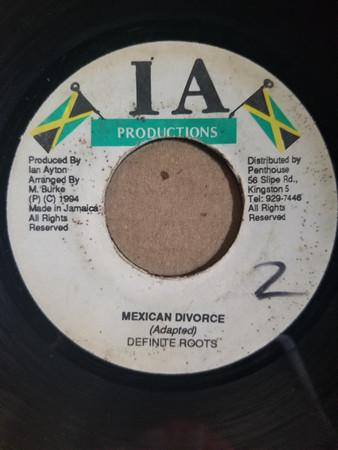 IA
PRODUCTIONS
Produced By
Ian Ayton
Arranged By
M. Burke
(P) (C) 1994
Made in Jamaica
All Rights
Reserved
Distributed by
Penthouse
56 Slipe Rd.,
Kingston 5
Tel: 929-7446
All Rights
Reserved
2
MEXICAN DIVORCE
(Adapted)
DEFINITE ROOTS